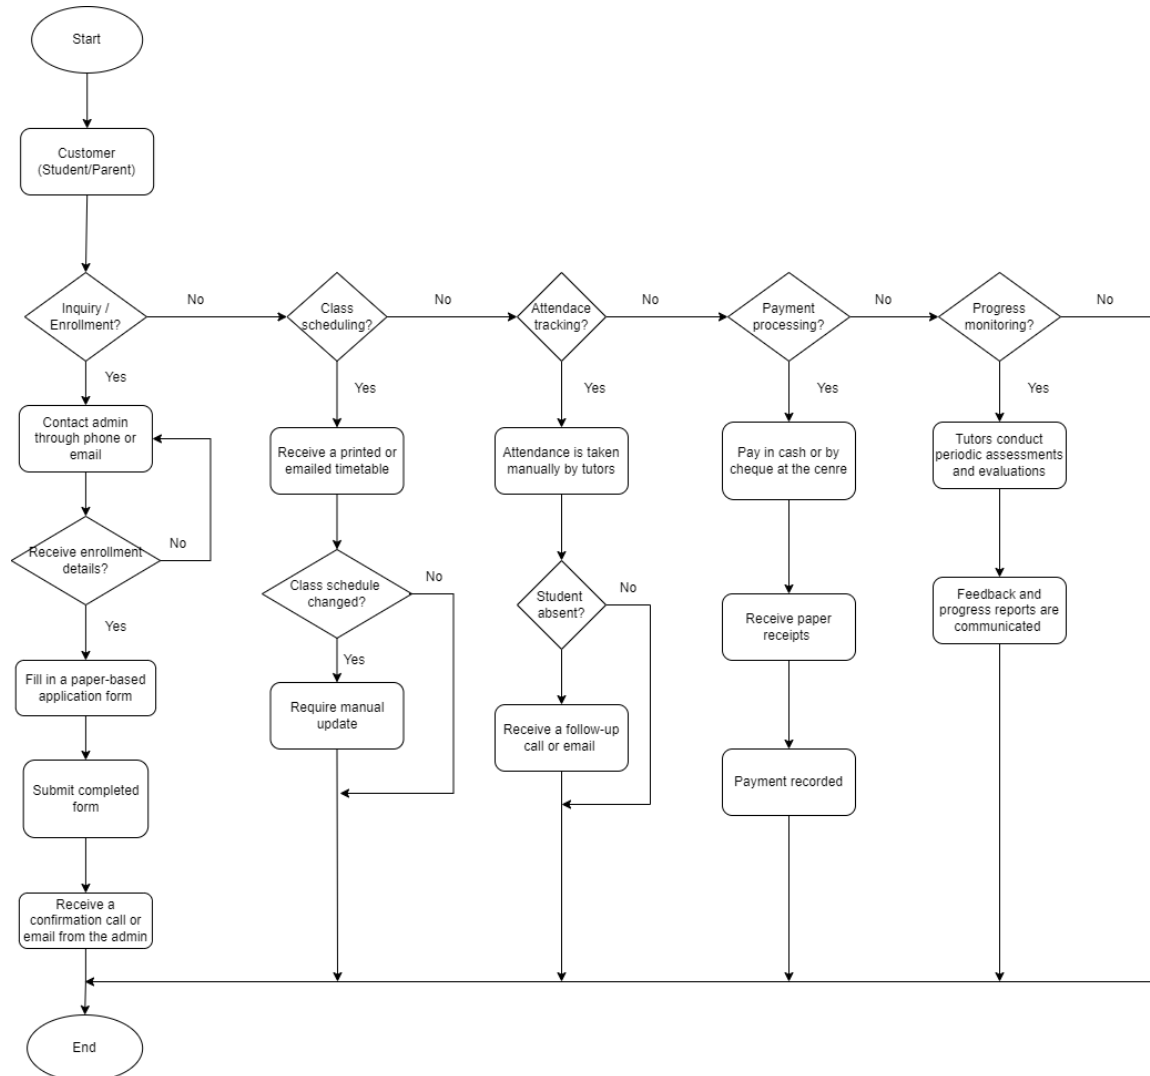 Start
Customer
(Student/Parent)
Inquiry /
Enrollment?
No
Class
scheduling?
No
Attendace
tracking?
No
Payment
processing?
No
Progress
monitoring?
No
Yes
Yes
Yes
Yes
Yes
Contact admin
through phone or
email
Receive a printed or
emailed timetable
Attendance is taken
manually by tutors
Pay in cash or by
cheque at the cenre
Tutors conduct
periodic assessments
and evaluations
Receive enrollment
details?
No
Class schedule
changed?
No
Student
absent?
No
Receive paper
receipts
Feedback and
progress reports are
communicated
Yes
Yes
Fill in a paper-based
application form
Require manual
update
Receive a follow-up
call or email
Payment recorded
Submit completed
form
Receive a
confirmation call or
email from the admin
End